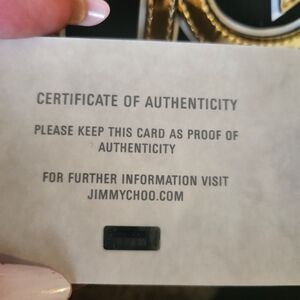 CERTIFICATE OF AUTHENTICITY
PLEASE KEEP THIS CARD AS PROOF OF
AUTHENTICITY
FOR FURTHER INFORMATION VISIT
JIMMYCHOO.COM